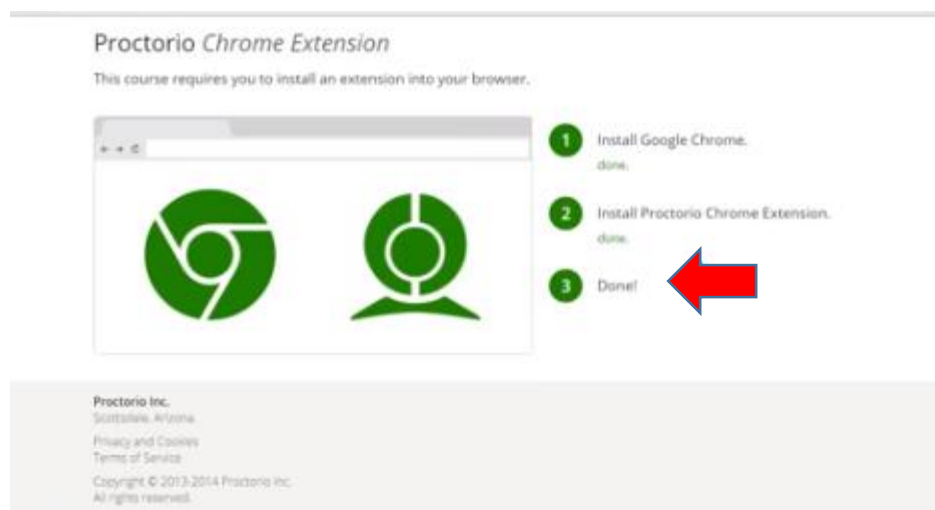 Proctorio Chrome Extension
This course requires you to install an extension into your browser.
1 Install Google Chrome.
done.
2 Install Proctorio Chrome Extension.
done.
3 Done!
Proctorio Inc.
Scottsdale, Arizona
Privacy and Cookies
Terms of Service
Copyright © 2013-2014 Proctorio Inc.
All rights reserved.